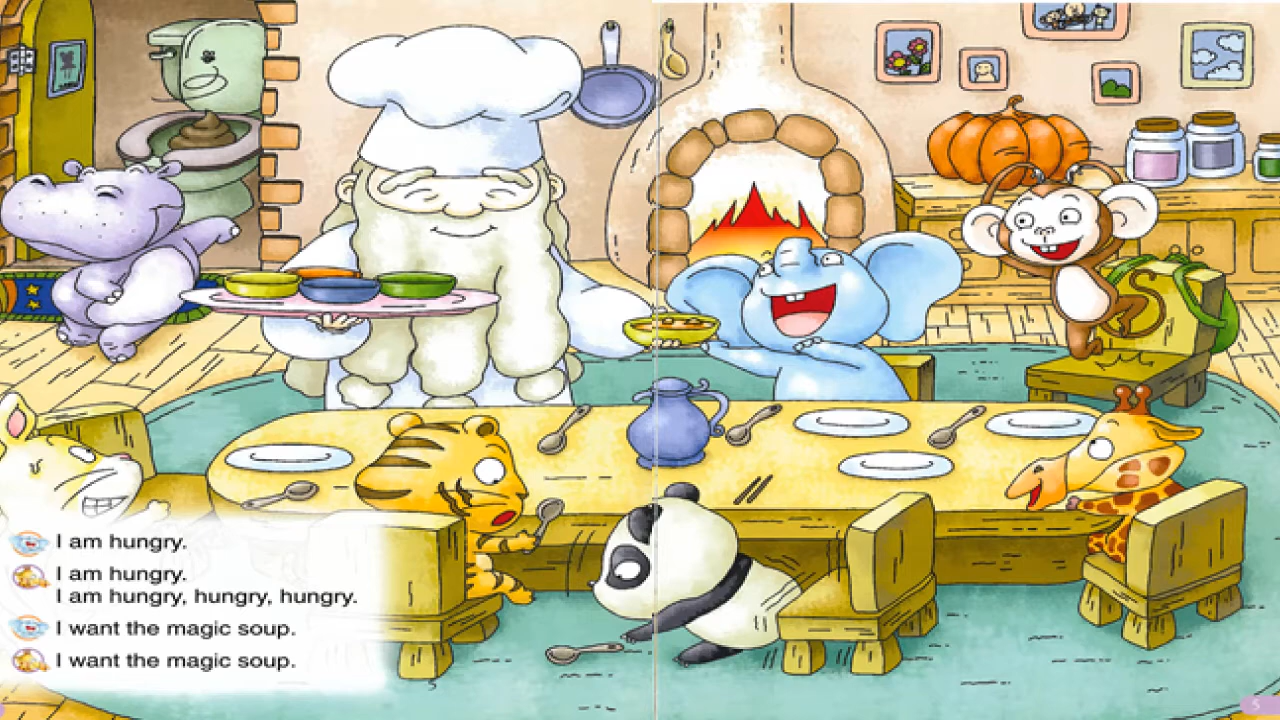 I am hungry.
I am hungry.
I am hungry, hungry, hungry.
I want the magic soup.
I want the magic soup.
S
5